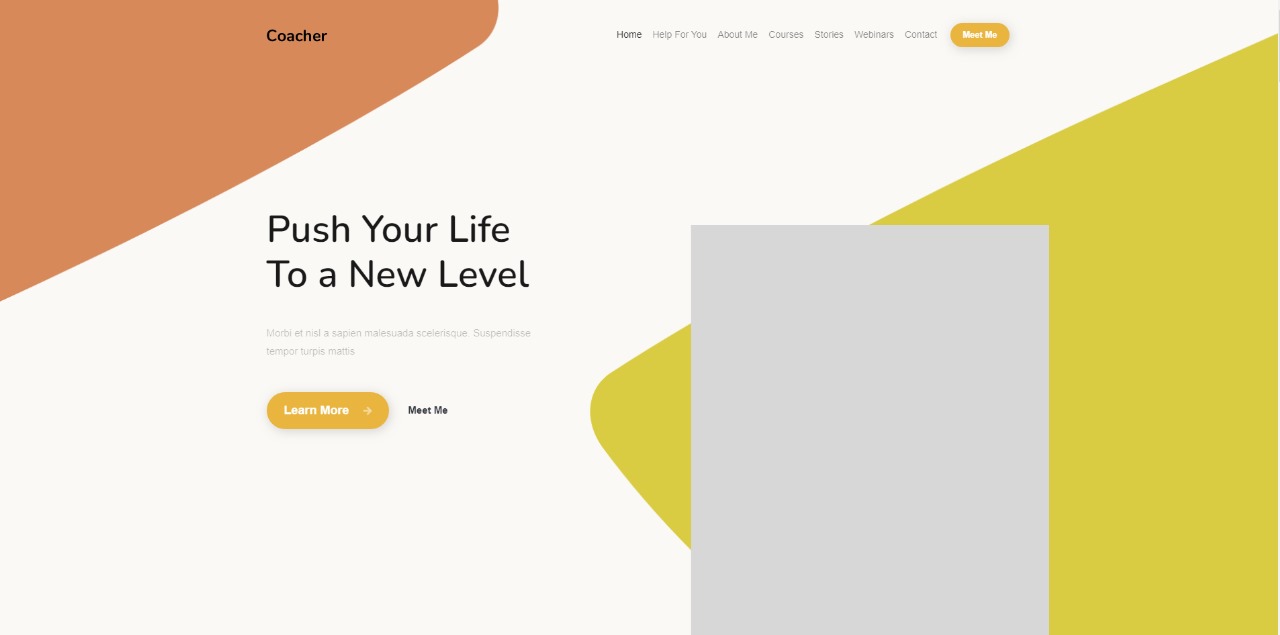 Coacher
Home Help For You About Me Courses Stories Webinars Contact Meet Me
Push Your Life
To a New Level
Morbi et nisl a sapien malesuada scelerisque. Suspendisse
tempor turpis mattis
Learn More → Meet Me